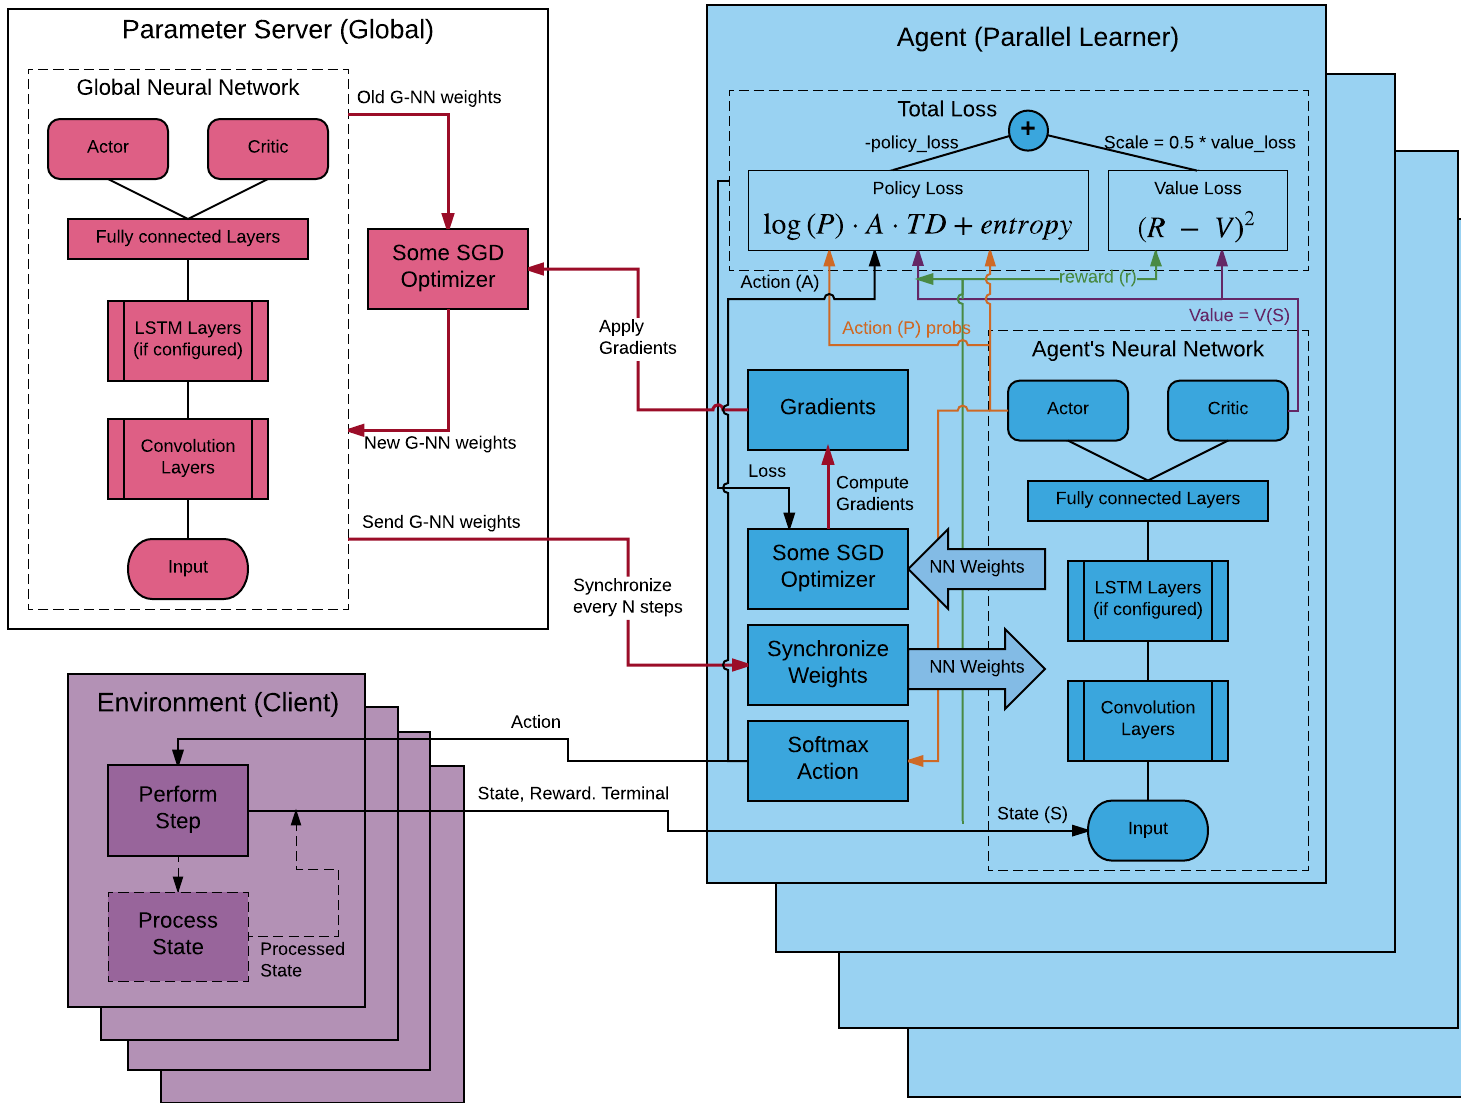 Parameter Server (Global)
Global Neural Network
Actor
Critic
Fully connected Layers
LSTM Layers
(if configured)
Convolution
Layers
Input
Old G-NN weights
Some SGD
Optimizer
New G-NN weights
Send G-NN weights
Apply
Gradients
Synchronize
every N steps
Agent (Parallel Learner)
Total Loss
+
-policy_loss
Scale = 0.5 * value_loss
Policy Loss
log (P) · A · TD + entropy
Value Loss
(R − V)²
Action (A)
reward (r)
Value = V(S)
Action (P) probs
Agent's Neural Network
Actor
Critic
Fully connected Layers
LSTM Layers
(if configured)
Convolution
Layers
Input
State (S)
Gradients
Loss
Compute
Gradients
Some SGD
Optimizer
NN Weights
Synchronize
Weights
NN Weights
Softmax
Action
Environment (Client)
Action
Perform
Step
State, Reward. Terminal
Process
State
Processed
State